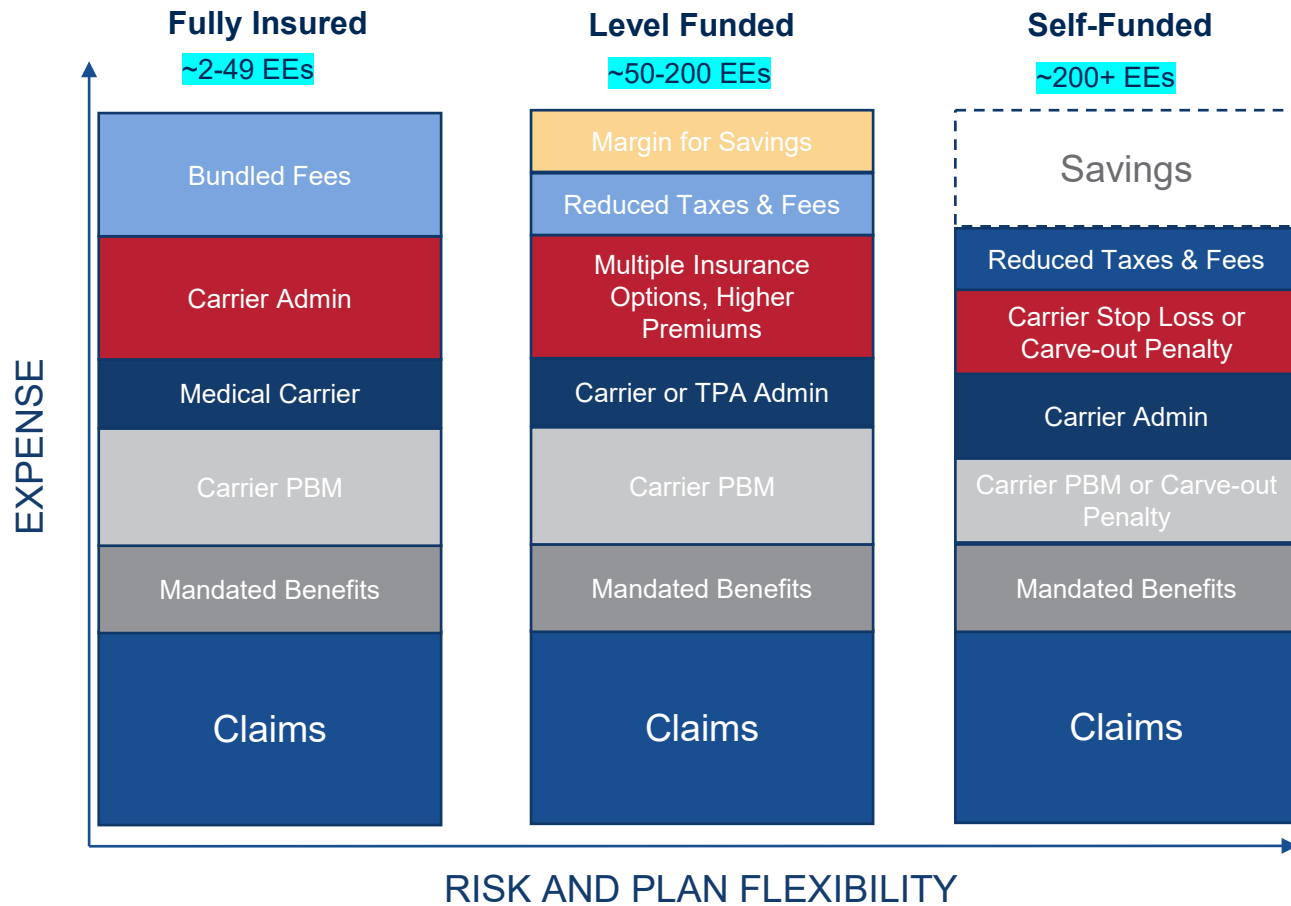 Fully Insured
~2-49 EEs
Level Funded
~50-200 EEs
Self-Funded
~200+ EEs
EXPENSE
Bundled Fees
Carrier Admin
Medical Carrier
Carrier PBM
Mandated Benefits
Claims
Margin for Savings
Reduced Taxes & Fees
Multiple Insurance
Options, Higher
Premiums
Carrier or TPA Admin
Carrier PBM
Mandated Benefits
Claims
Savings
Reduced Taxes & Fees
Carrier Stop Loss or
Carve-out Penalty
Carrier Admin
Carrier PBM or Carve-out
Penalty
Mandated Benefits
Claims
RISK AND PLAN FLEXIBILITY